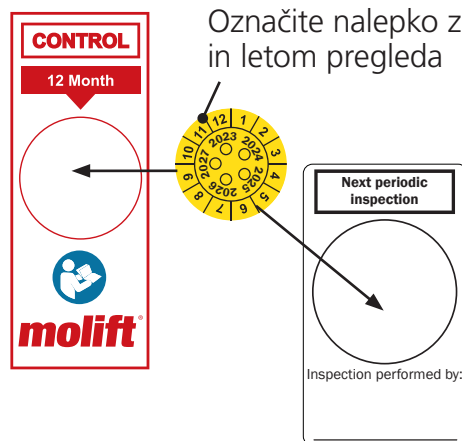 Označite nalepko z
in letom pregleda
CONTROL
12 Month
1 2 3 4 5 6 7 8 9 10 11 12
2023 2024 2025 2026 2027
molift®
Next periodic
inspection
Inspection performed by: